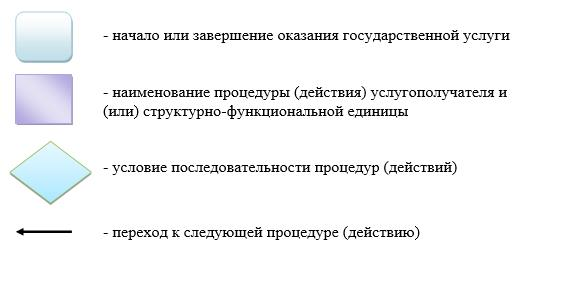 - начало или завершение оказания государственной услуги
- наименование процедуры (действия) услугополучателя и
(или) структурно-функциональной единицы
- условие последовательности процедур (действий)
- переход к следующей процедуре (действию)